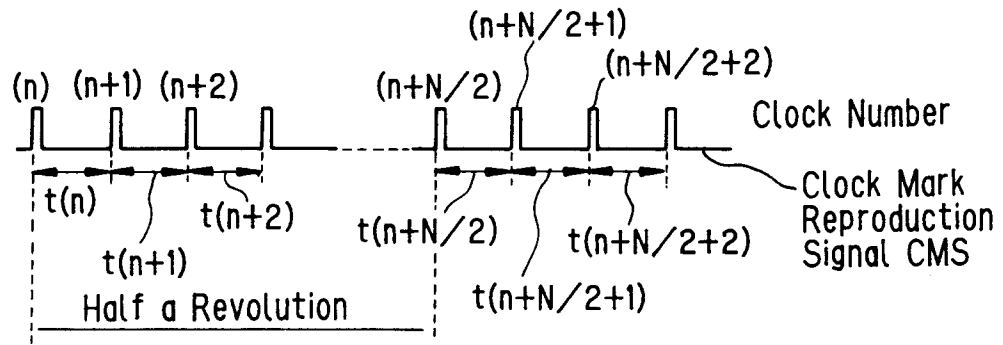 (n+N/2+1)
(n) (n+1) (n+2) (n+N/2) (n+N/2+2)
Clock Number
t(n) t(n+1) t(n+2) t(n+N/2) t(n+N/2+1) t(n+N/2+2)
Clock Mark
Reproduction
Signal CMS
Half a Revolution